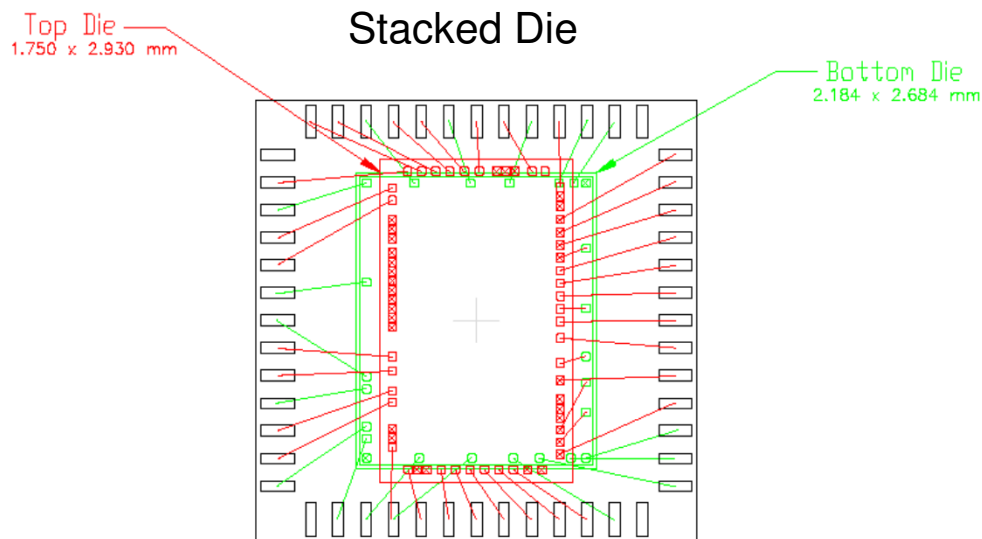 Stacked Die
Top Die
1.750 x 2.930 mm
Bottom Die
2.184 x 2.684 mm